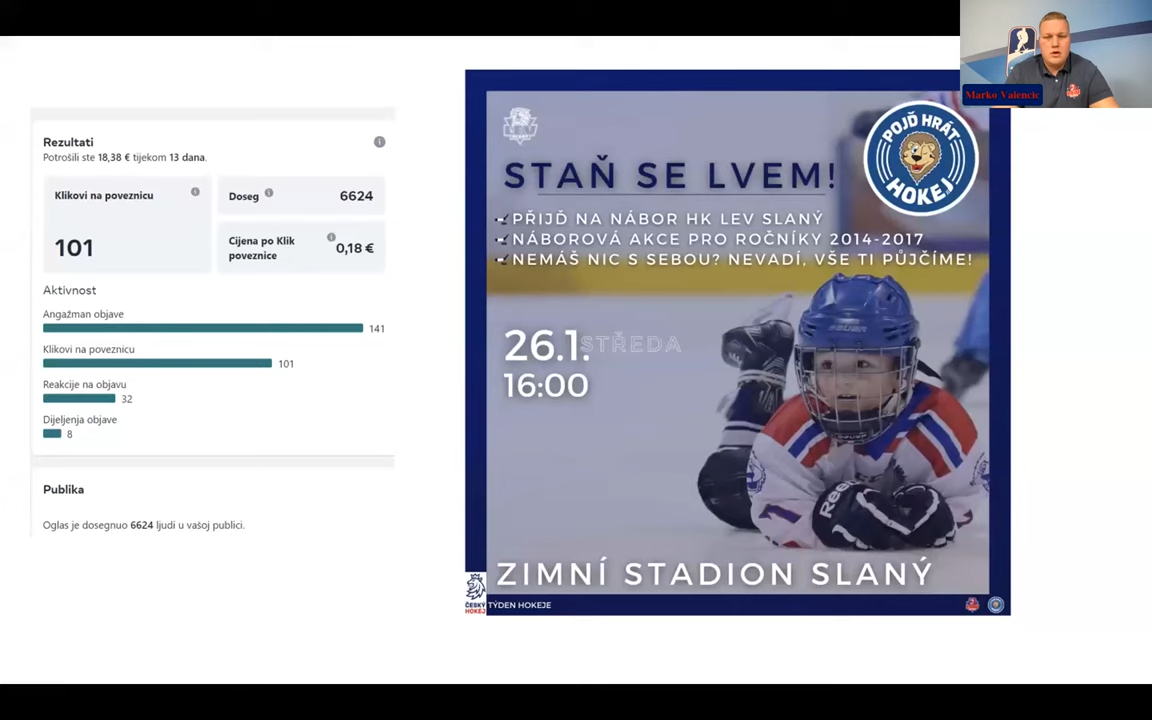 Marko Valencic
Rezultati
Potrošili ste 18,38 € tijekom 13 dana.
Klikovi na poveznicu
101
Doseg
6624
Cijena po Klik
poveznice
0,18 €
Aktivnost
Angažman objave
141
Klikovi na poveznicu
101
Reakcije na objavu
32
Dijeljenja objave
8
Publika
Oglas je dosegnuo 6624 ljudi u vašoj publici.
POJĎ HRÁT
HOKEJ
STAŇ SE LVEM!
PŘIJĎ NA NÁBOR HK LEV SLANÝ
NÁBOROVÁ AKCE PRO ROČNÍKY 2014-2017
NEMÁŠ NIC S SEBOU? NEVADÍ, VŠE TI PŮJČÍME!
26.1. STŘEDA
16:00
BAUER
Reebok
1
ZIMNÍ STADION SLANÝ
ČESKÝ
HOKEJ
TÝDEN HOKEJE